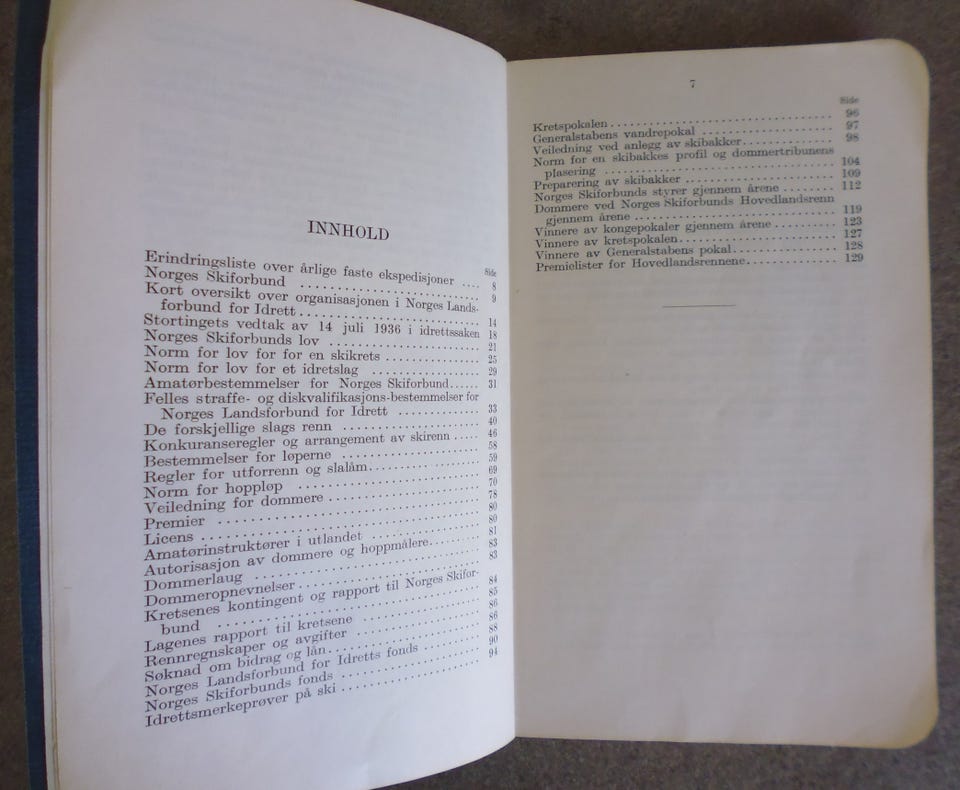 INNHOLD
Side
Erindringsliste over årlige faste ekspedisjoner .... 8
Norges Skiforbund .... 9
Kort oversikt over organisasjonen i Norges Lands-
forbund for Idrett .... 14
Stortingets vedtak av 14 juli 1936 i idrettssaken 18
Norges Skiforbunds lov .... 21
Norm for lov for for en skikrets .... 25
Norm for lov for et idretslag .... 29
Amatørbestemmelser for Norges Skiforbund..... 31
Felles straffe- og diskvalifikasjons-bestemmelser for
Norges Landsforbund for Idrett .... 33
De forskjellige slags renn .... 40
Konkuranseregler og arrangement av skirenn ..... 46
Bestemmelser for løperne .... 58
Regler for utforrenn og slalåm .... 59
Norm for hoppløp .... 69
Veiledning for dommere .... 70
Premier .... 78
Licens .... 80
Amatørinstruktører i utlandet .... 80
Autorisasjon av dommere og hoppmålere .... 81
Dommerlaug .... 83
Dommeropnevnelser .... 83
Kretsenes kontingent og rapport til Norges Skifor-
bund .... 84
Lagenes rapport til kretsene .... 85
Rennregnskaper og avgifter .... 86
Søknad om bidrag og lån .... 86
Norges Landsforbund for Idretts fonds .... 88
Norges Skiforbunds fonds .... 90
Idrettsmerkeprøver på ski .... 94
7
Side
Kretspokalen .... 96
Generalstabens vandrepokal .... 97
Veiledning ved anlegg av skibakker .... 98
Norm for en skibakkes profil og dommertribunens
plasering .... 104
Preparering av skibakker .... 109
Norges Skiforbunds styrer gjennem årene .... 112
Dommere ved Norges Skiforbunds Hovedlandsrenn
gjennem årene .... 119
Vinnere av kongepokaler gjennem årene .... 123
Vinnere av kretspokalen .... 127
Vinnere av Generalstabens pokal .... 128
Premielister for Hovedlandsrennene .... 129